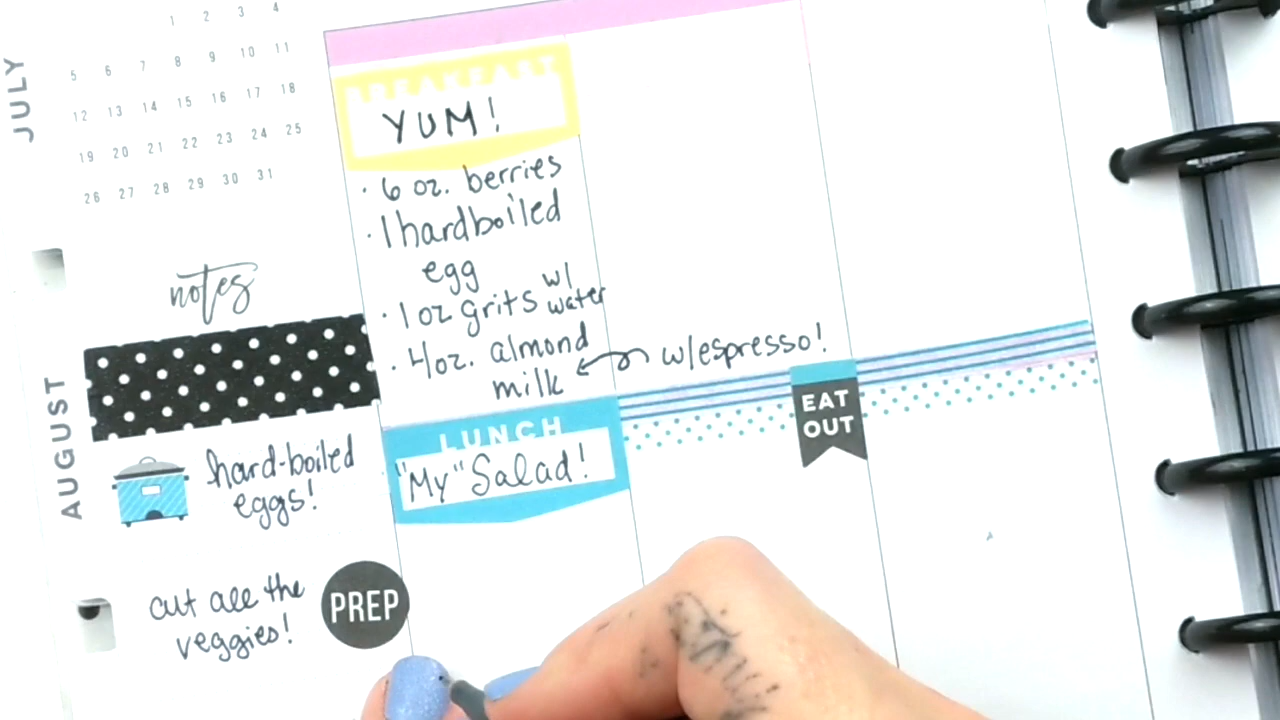 JULY
1 2 3 4
5 6 7 8 9 10 11
12 13 14 15 16 17 18
19 20 21 22 23 24 25
26 27 28 29 30 31
notes
AUGUST
hard-boiled
eggs!
cut all the
veggies!
PREP
YUM!
· 6 oz. berries
· 1 hardboiled
egg
· 1 oz grits w/
water
· 4oz. almond
milk
w/espresso!
LUNCH
"My" Salad!
EAT
OUT